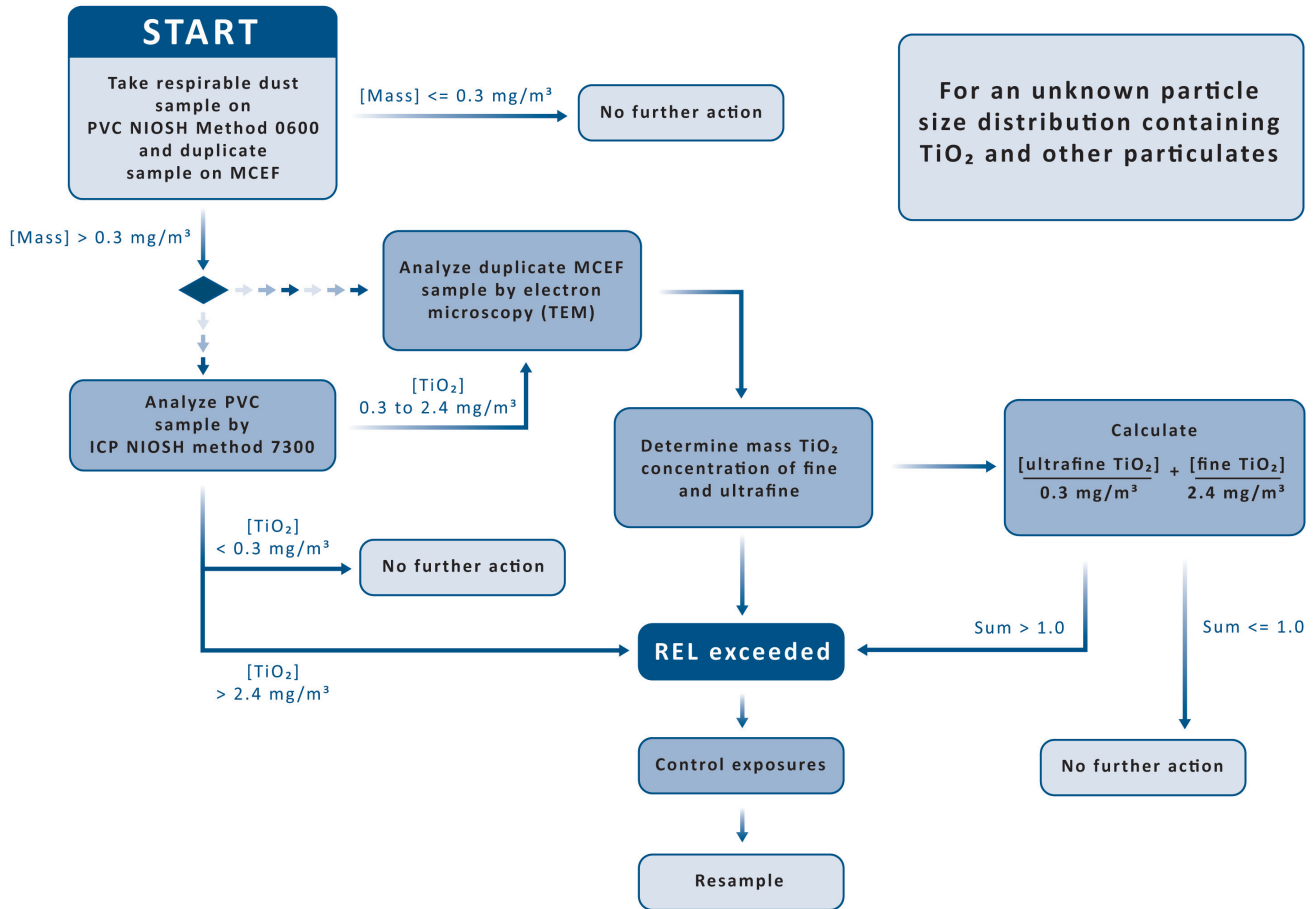 START
Take respirable dust
sample on
PVC NIOSH Method 0600
and duplicate
sample on MCEF
[Mass] <= 0.3 mg/m³
No further action
For an unknown particle
size distribution containing
TiO₂ and other particulates
[Mass] > 0.3 mg/m³
Analyze duplicate MCEF
sample by electron
microscopy (TEM)
Analyze PVC
sample by
ICP NIOSH method 7300
[TiO₂]
0.3 to 2.4 mg/m³
Determine mass TiO₂
concentration of fine
and ultrafine
Calculate
[ultrafine TiO₂] + [fine TiO₂]
0.3 mg/m³ 2.4 mg/m³
[TiO₂]
< 0.3 mg/m³
No further action
[TiO₂]
> 2.4 mg/m³
REL exceeded
Sum > 1.0
Sum <= 1.0
Control exposures
No further action
Resample